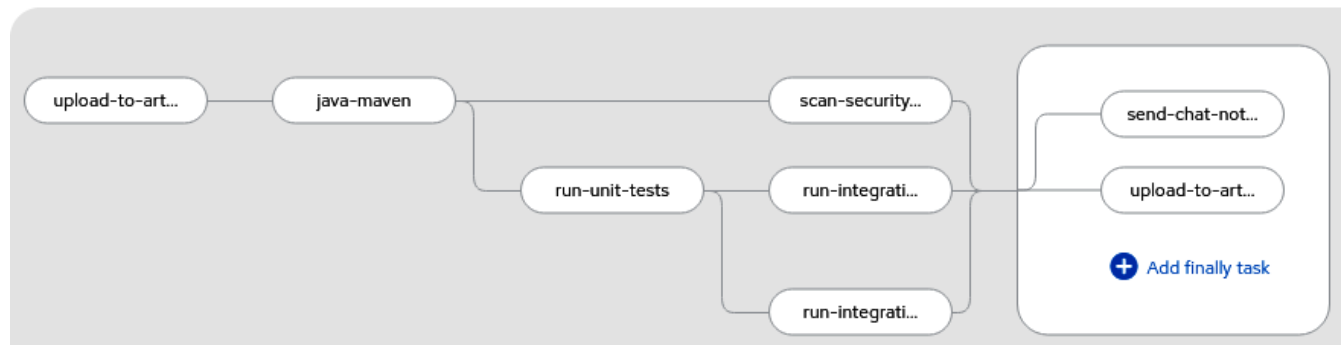 upload-to-art...
java-maven
scan-security...
send-chat-not...
run-unit-tests
run-integrati...
upload-to-art...
Add finally task
run-integrati...